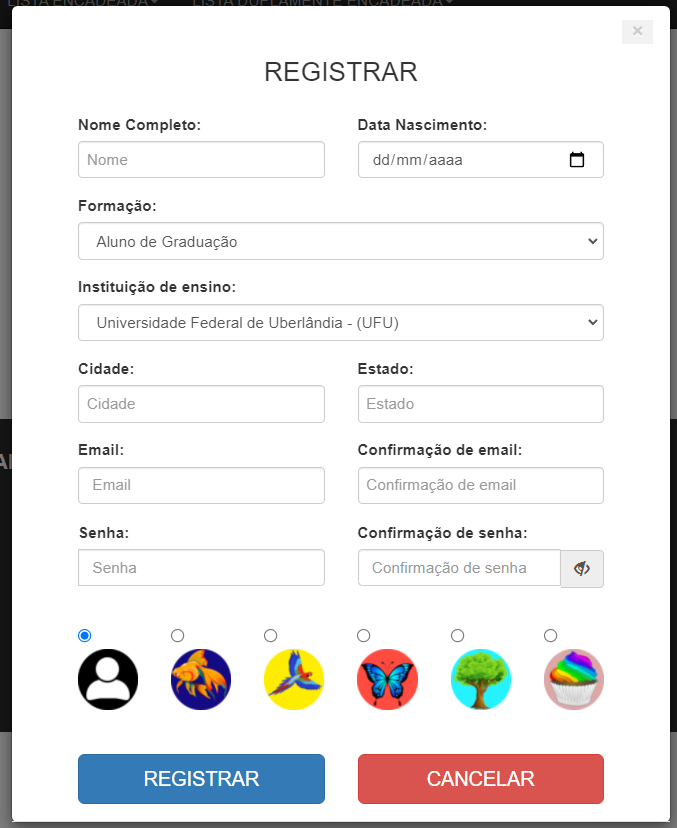 LISTA ENCADEADA LISTA DUPLAMENTE ENCADEADA
×
REGISTRAR
Nome Completo: Data Nascimento:
Nome dd/mm/aaaa
Formação:
Aluno de Graduação
Instituição de ensino:
Universidade Federal de Uberlândia - (UFU)
Cidade: Estado:
Cidade Estado
Email: Confirmação de email:
Email Confirmação de email
Senha: Confirmação de senha:
Senha Confirmação de senha
REGISTRAR CANCELAR